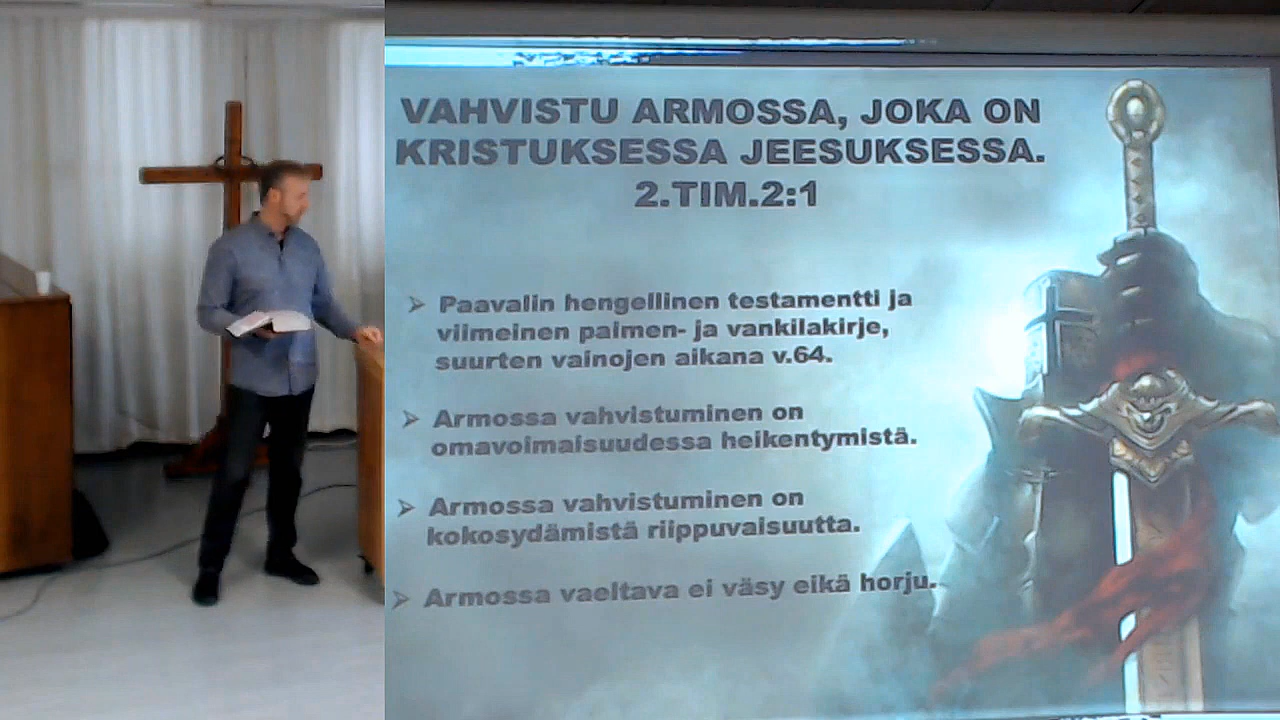 VAHVISTU ARMOSSA, JOKA ON
KRISTUKSESSA JEESUKSESSA.
2.TIM.2:1
➢ Paavalin hengellinen testamentti ja
viimeinen paimen- ja vankilakirje,
suurten vainojen aikana v.64.
➢ Armossa vahvistuminen on
omavoimaisuudessa heikentymistä.
➢ Armossa vahvistuminen on
kokosydämistä riippuvaisuutta.
➢ Armossa vaeltava ei väsy eikä horju.